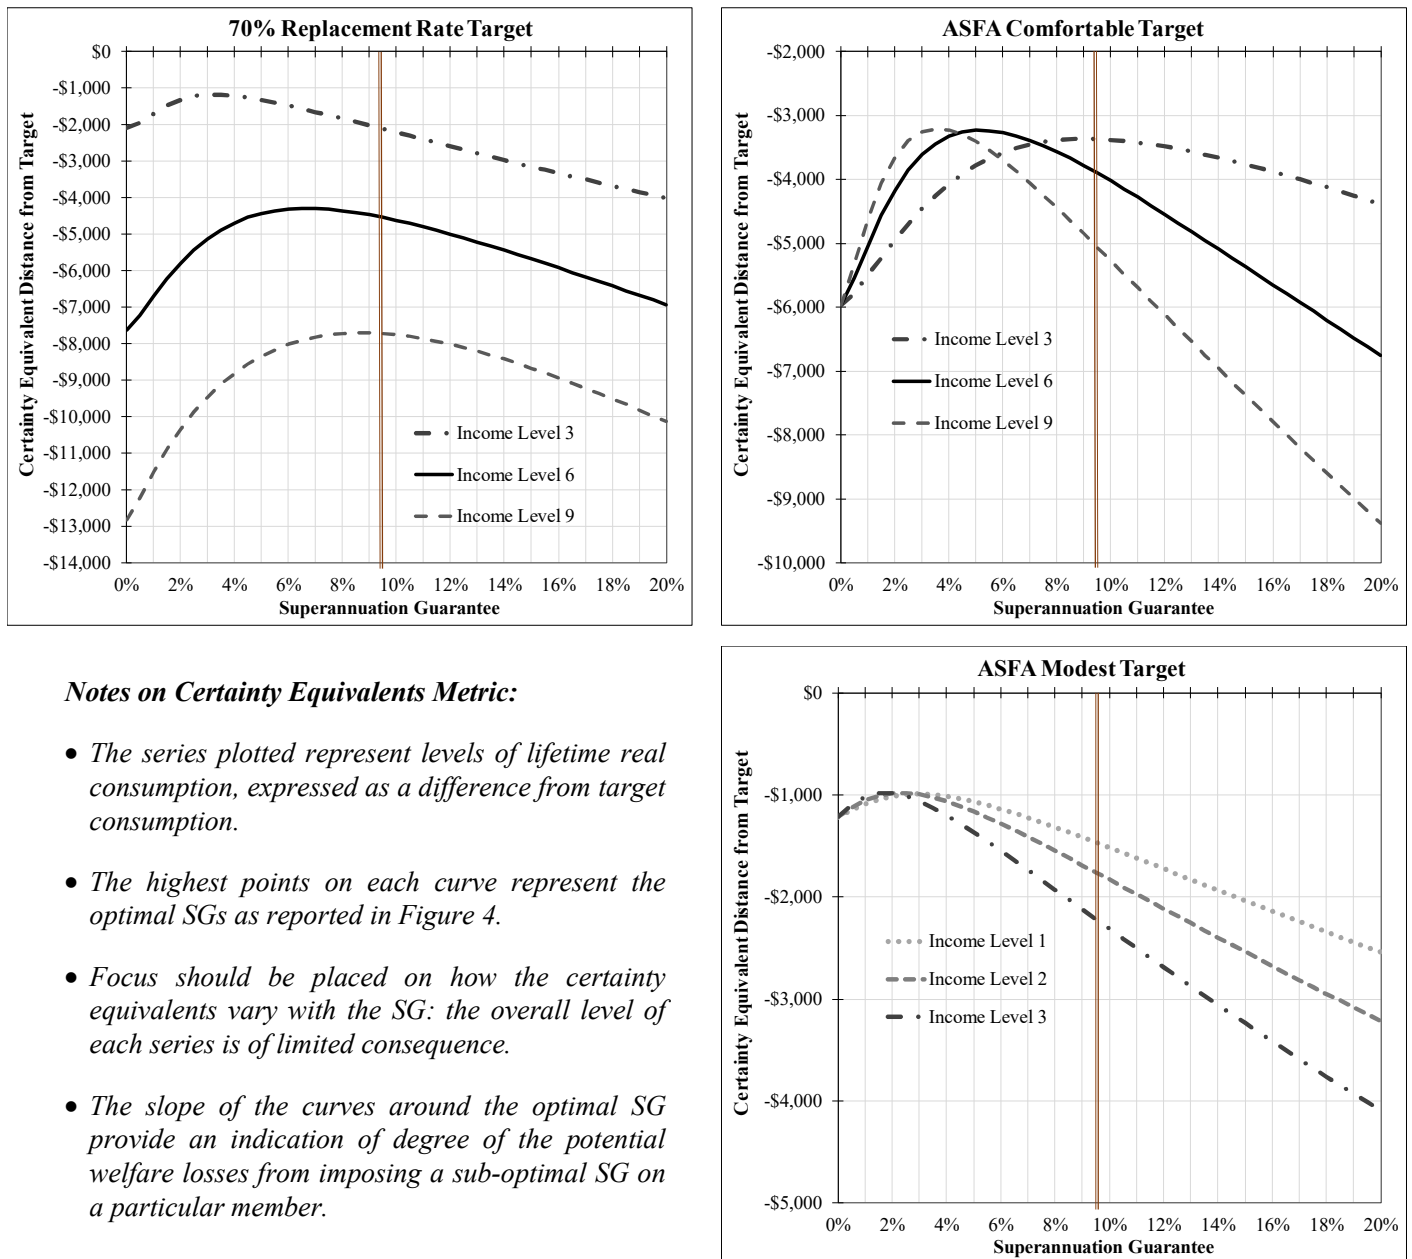 70% Replacement Rate Target
Certainty Equivalent Distance from Target
$0
-$1,000
-$2,000
-$3,000
-$4,000
-$5,000
-$6,000
-$7,000
-$8,000
-$9,000
-$10,000
-$11,000
-$12,000
-$13,000
-$14,000
Income Level 3
Income Level 6
Income Level 9
0% 2% 4% 6% 8% 10% 12% 14% 16% 18% 20%
Superannuation Guarantee
ASFA Comfortable Target
Certainty Equivalent Distance from Target
-$2,000
-$3,000
-$4,000
-$5,000
-$6,000
-$7,000
-$8,000
-$9,000
-$10,000
Income Level 3
Income Level 6
Income Level 9
0% 2% 4% 6% 8% 10% 12% 14% 16% 18% 20%
Superannuation Guarantee
Notes on Certainty Equivalents Metric:
• The series plotted represent levels of lifetime real
consumption, expressed as a difference from target
consumption.
• The highest points on each curve represent the
optimal SGs as reported in Figure 4.
• Focus should be placed on how the certainty
equivalents vary with the SG: the overall level of
each series is of limited consequence.
• The slope of the curves around the optimal SG
provide an indication of degree of the potential
welfare losses from imposing a sub-optimal SG on
a particular member.
ASFA Modest Target
Certainty Equivalent Distance from Target
$0
-$1,000
-$2,000
-$3,000
-$4,000
-$5,000
Income Level 1
Income Level 2
Income Level 3
0% 2% 4% 6% 8% 10% 12% 14% 16% 18% 20%
Superannuation Guarantee